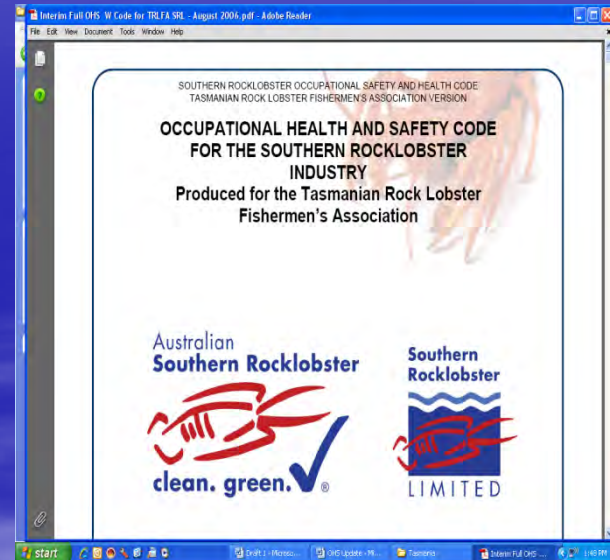 Interim Full OHS W Code for TRLFA SRL - August 2006.pdf - Adobe Reader
File Edit View Document Tools Window Help
SOUTHERN ROCKLOBSTER OCCUPATIONAL SAFETY AND HEALTH CODE
TASMANIAN ROCK LOBSTER FISHERMEN'S ASSOCIATION VERSION
OCCUPATIONAL HEALTH AND SAFETY CODE
FOR THE SOUTHERN ROCKLOBSTER
INDUSTRY
Produced for the Tasmanian Rock Lobster
Fishermen's Association
Australian
Southern Rocklobster
clean. green.
®
Southern
Rocklobster
LIMITED
start Draft 1 - Microso... OHS Update - Mi... Tasmania Interim Full OHS ... 1:48 PM